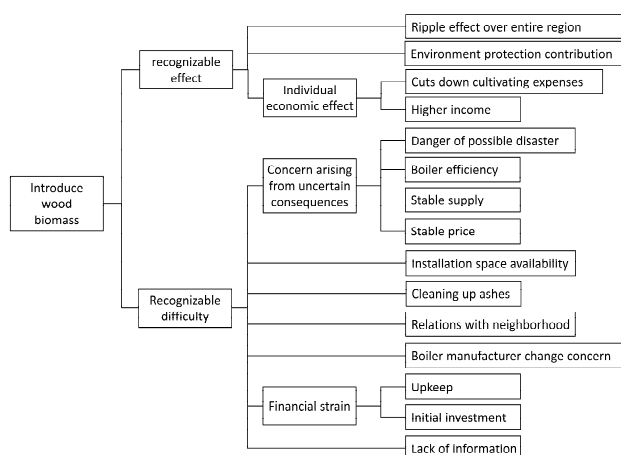 Ripple effect over entire region
Environment protection contribution
recognizable
effect
Cuts down cultivating expenses
Individual
economic effect
Higher income
Danger of possible disaster
Concern arising
from uncertain
consequences
Boiler efficiency
Stable supply
Stable price
Introduce
wood
biomass
Installation space availability
Recognizable
difficulty
Cleaning up ashes
Relations with neighborhood
Boiler manufacturer change concern
Upkeep
Financial strain
Initial investment
Lack of information